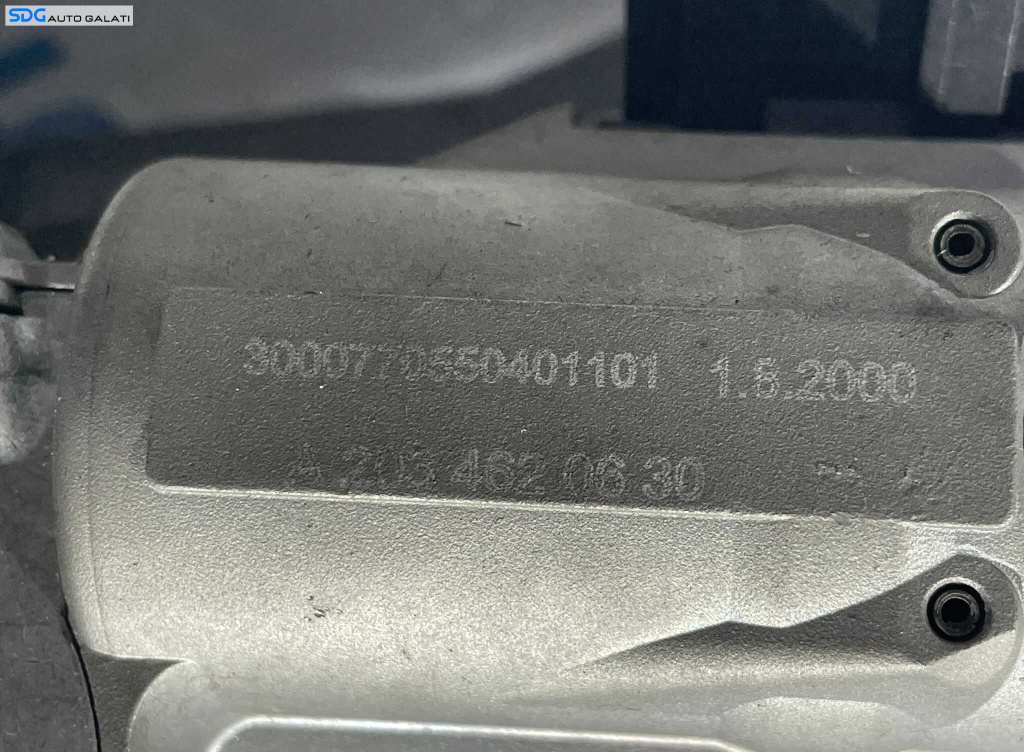 SDG AUTO GALATI
3000770550401101 1.8.2000
A 203 462 06 30